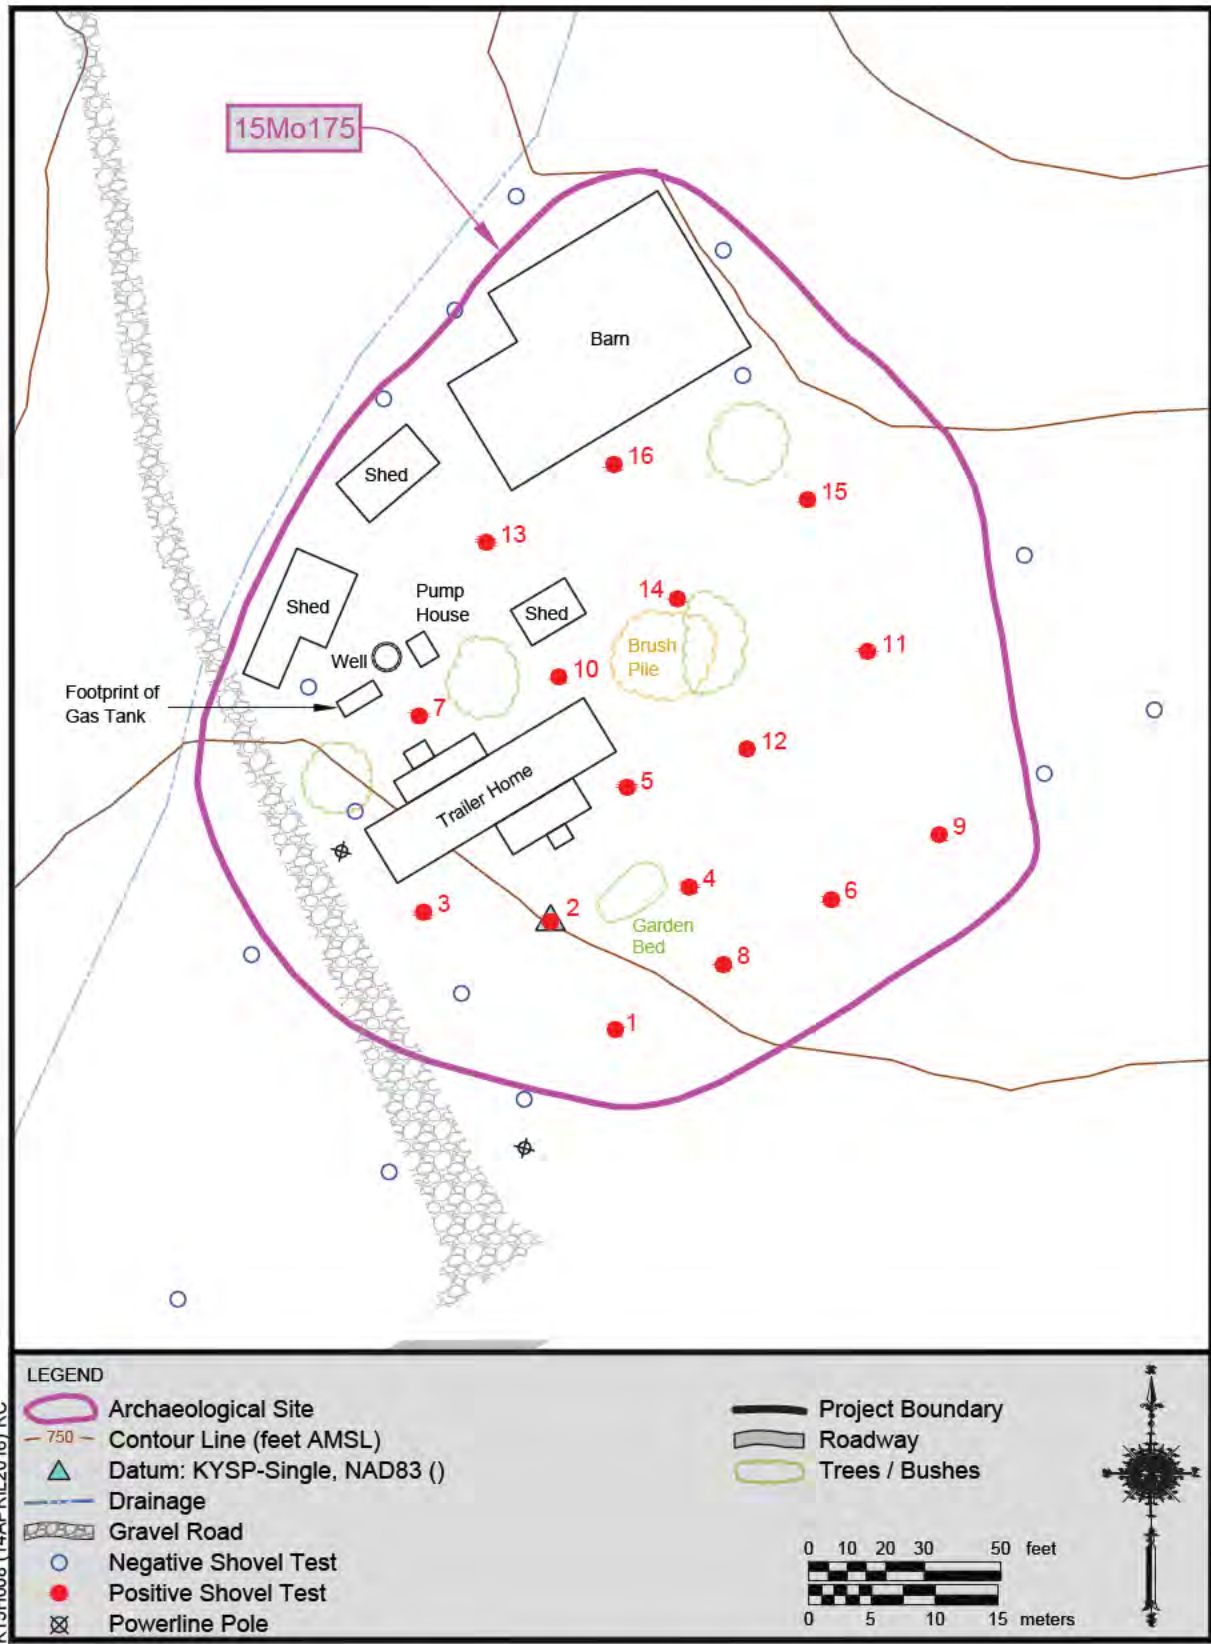 15Mo175
Barn
Shed
16
15
13
Shed
Pump
House
Shed
14
Brush
Pile
11
Well
10
Footprint of
Gas Tank
7
12
Trailer Home
5
9
4
6
3
2
Garden
Bed
8
1
LEGEND
Archaeological Site
750
Contour Line (feet AMSL)
Datum: KYSP-Single, NAD83 ()
Drainage
Gravel Road
Negative Shovel Test
Positive Shovel Test
Powerline Pole
Project Boundary
Roadway
Trees / Bushes
0 10 20 30 50 feet
0 5 10 15 meters